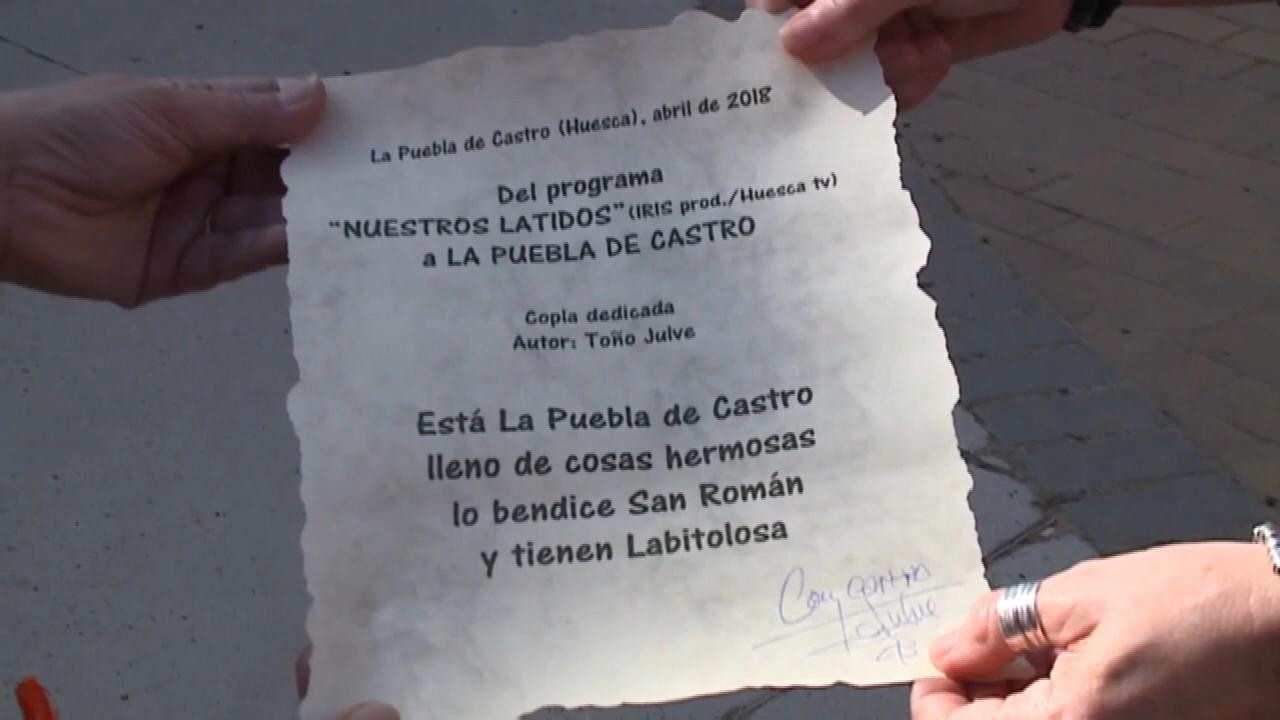 La Puebla de Castro (Huesca), abril de 2018
Del programa
"NUESTROS LATIDOS" (IRIS prod./Huesca tv)
a LA PUEBLA DE CASTRO
Copla dedicada
Autor: Toño Julve
Está La Puebla de Castro
lleno de cosas hermosas
lo bendice San Román
y tienen Labitolosa
Julve